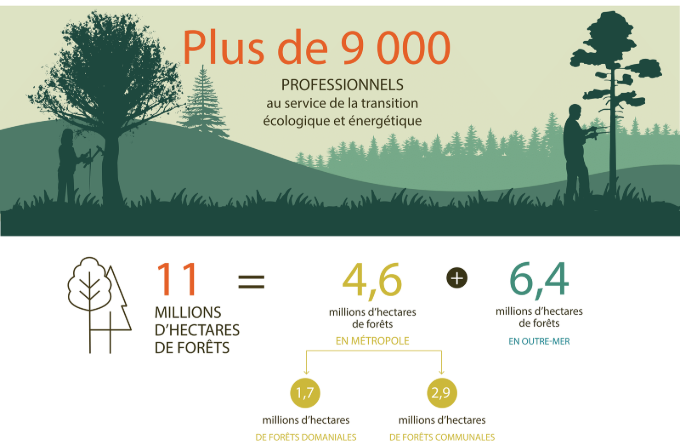 Plus de 9 000
PROFESSIONNELS
au service de la transition
écologique et énergétique
11
MILLIONS
D'HECTARES
DE FORÊTS
=
4,6
millions d'hectares
de forêts
EN MÉTROPOLE
+
6,4
millions d'hectares
de forêts
EN OUTRE-MER
1,7
millions d'hectares
DE FORÊTS DOMANIALES
2,9
millions d'hectares
DE FORÊTS COMMUNALES